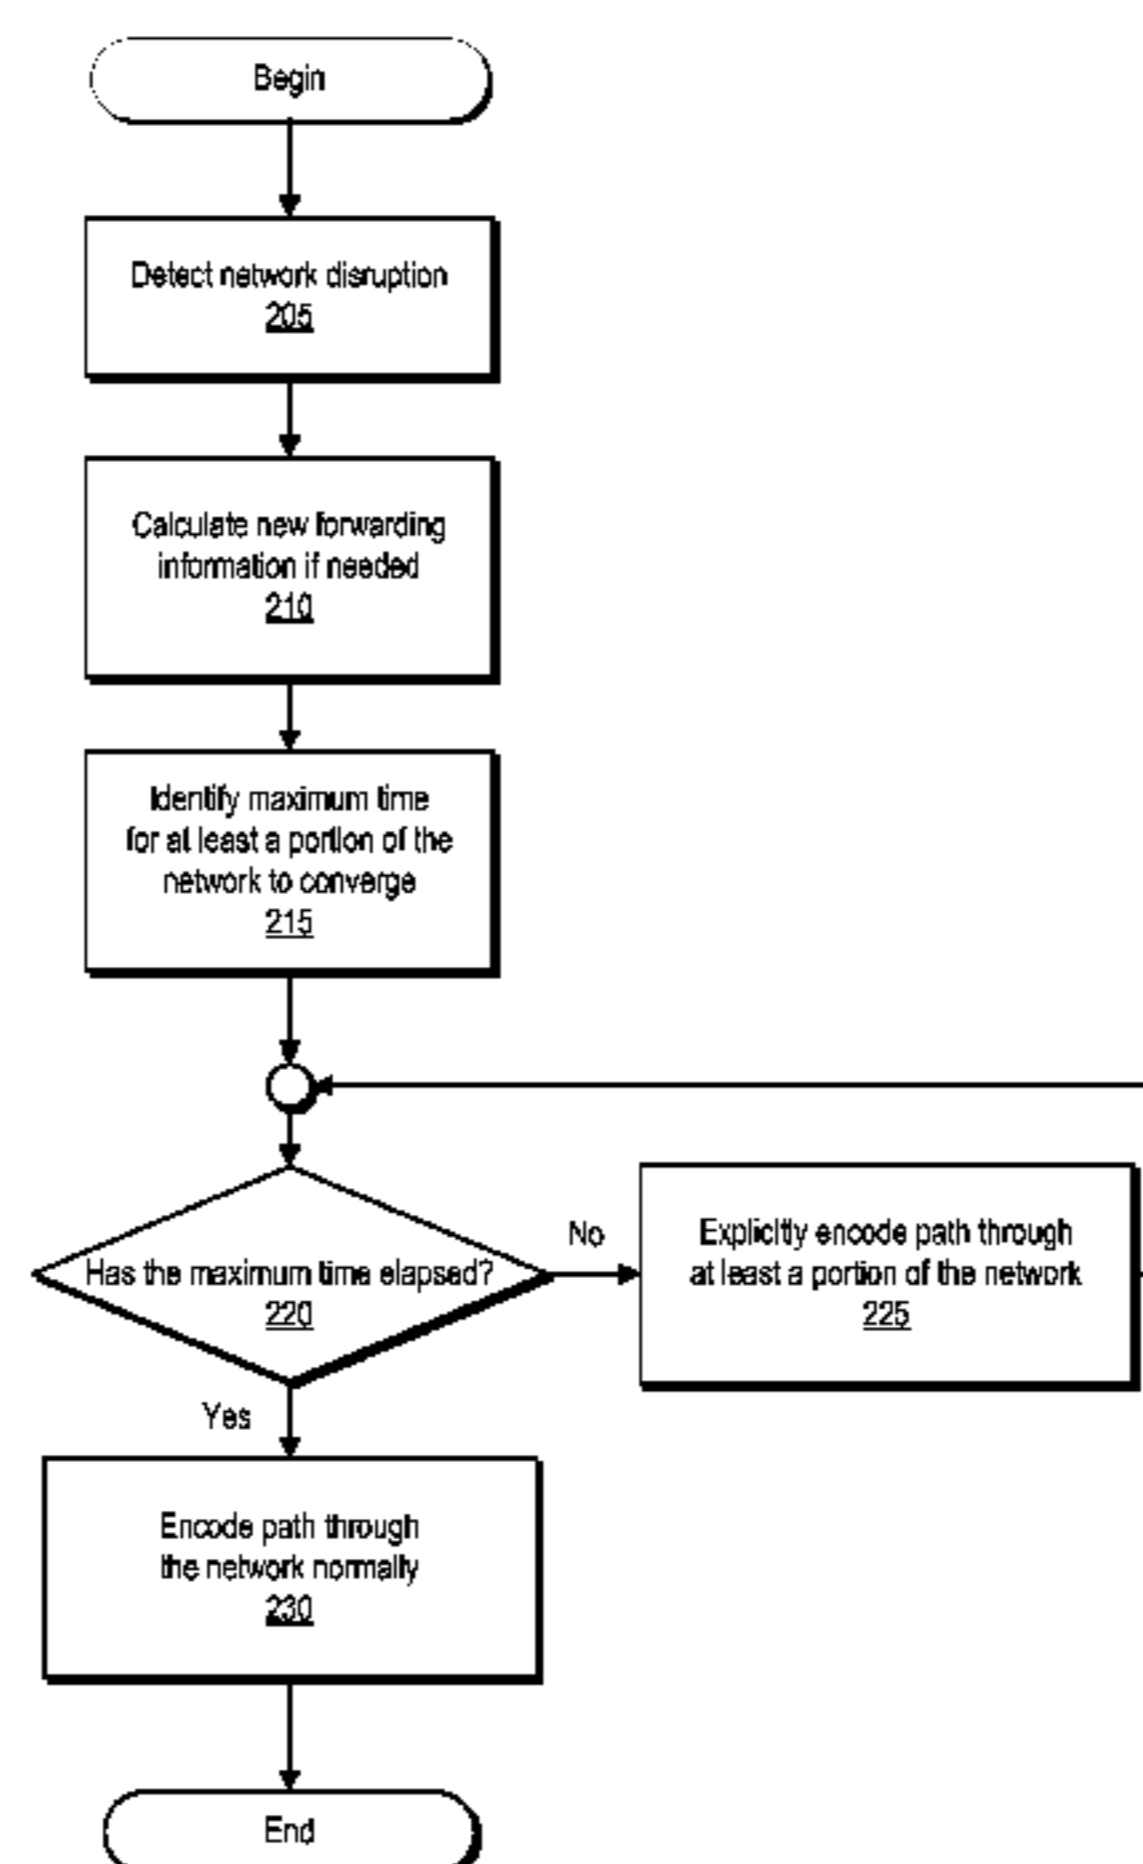 Begin
Detect network disruption
205
Calculate new forwarding
information if needed
210
Identify maximum time
for at least a portion of the
network to converge
215
Has the maximum time elapsed?
220
No
Explicitly encode path through
at least a portion of the network
225
Yes
Encode path through
the network normally
230
End